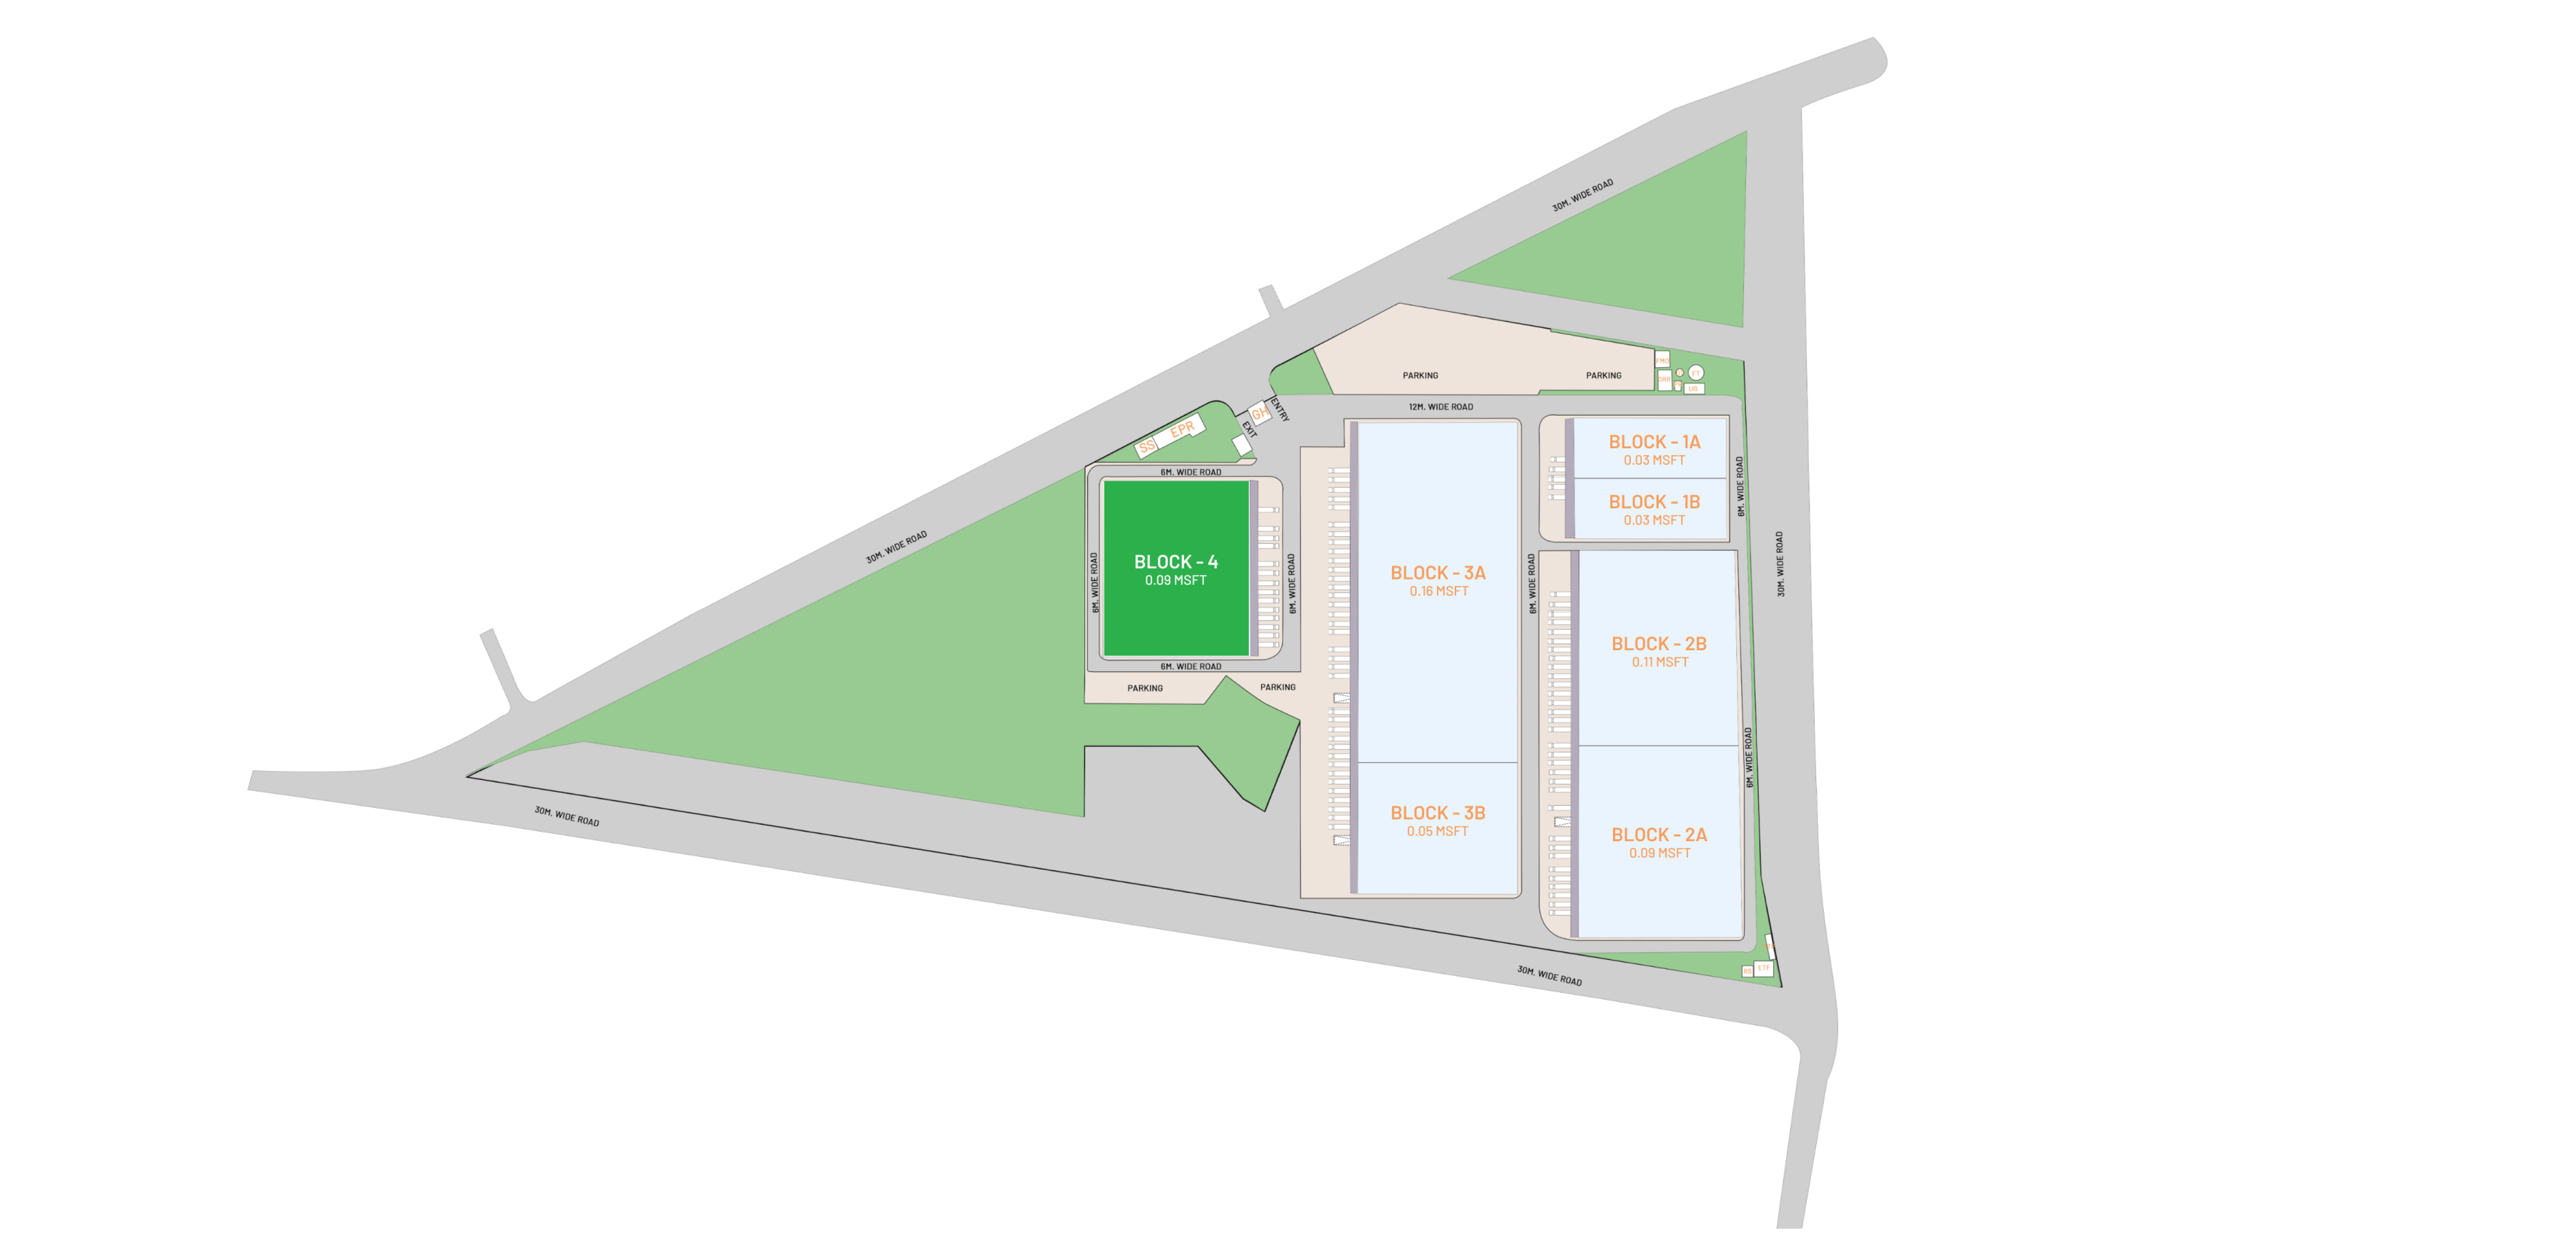 30M. WIDE ROAD
PARKING
PARKING
FMO
FT
UG
12M. WIDE ROAD
ENTRY
GH
EXIT
EPR
SS
BLOCK - 1A
0.03 MSFT
BLOCK - 1B
0.03 MSFT
6M. WIDE ROAD
6M. WIDE ROAD
30M. WIDE ROAD
6M. WIDE ROAD
BLOCK - 4
0.09 MSFT
6M. WIDE ROAD
BLOCK - 3A
0.16 MSFT
6M. WIDE ROAD
30M. WIDE ROAD
BLOCK - 2B
0.11 MSFT
6M. WIDE ROAD
PARKING
PARKING
6M. WIDE ROAD
30M. WIDE ROAD
BLOCK - 3B
0.05 MSFT
BLOCK - 2A
0.09 MSFT
30M. WIDE ROAD
ETF